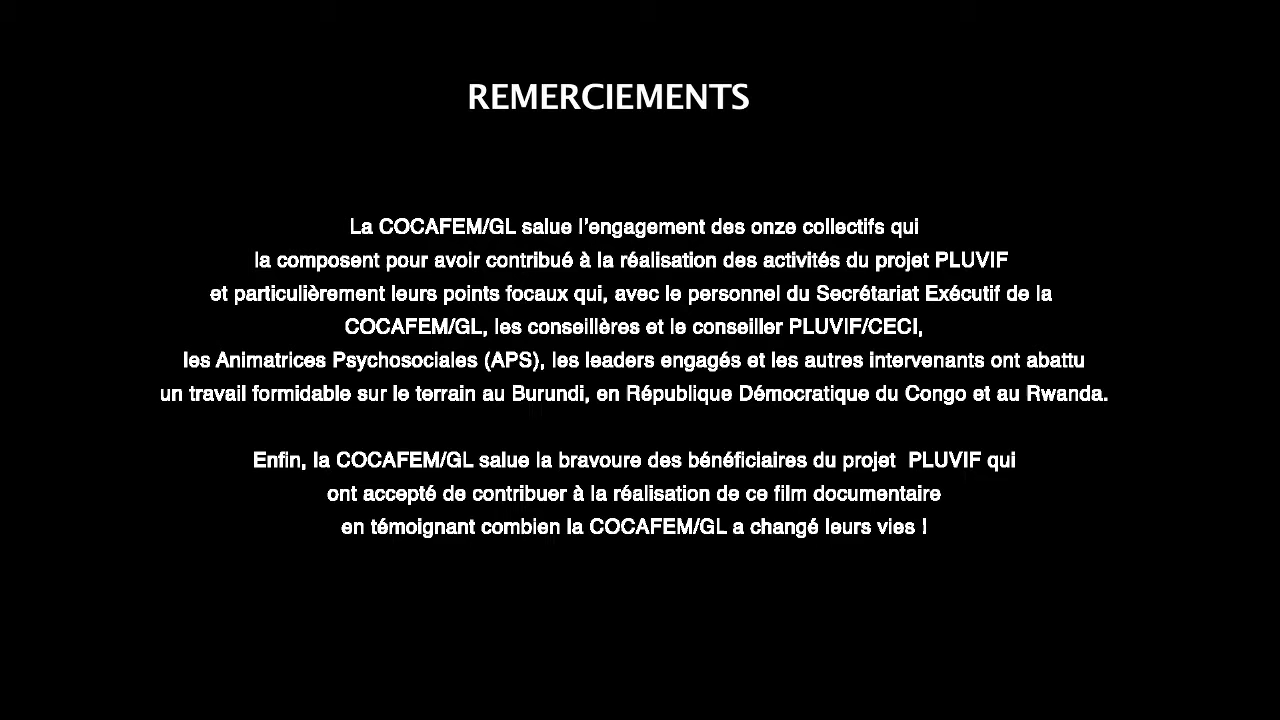 REMERCIEMENTS
La COCAFEM/GL salue l’engagement des onze collectifs qui
la composent pour avoir contribué à la réalisation des activités du projet PLUVIF
et particulièrement leurs points focaux qui, avec le personnel du Secrétariat Exécutif de la
COCAFEM/GL, les conseillères et le conseiller PLUVIF/CECI,
les Animatrices Psychosociales (APS), les leaders engagés et les autres intervenants ont abattu
un travail formidable sur le terrain au Burundi, en République Démocratique du Congo et au Rwanda.
Enfin, la COCAFEM/GL salue la bravoure des bénéficiaires du projet  PLUVIF qui
ont accepté de contribuer à la réalisation de ce film documentaire
en témoignant combien la COCAFEM/GL a changé leurs vies !